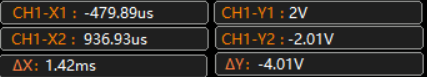 CH1-X1 : -479.89us CH1-Y1 : 2V
CH1-X2 : 936.93us CH1-Y2 : -2.01V
ΔX: 1.42ms ΔY: -4.01V